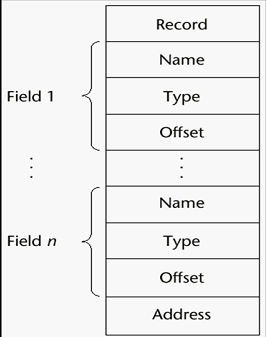 Record
Name
Field 1
Type
Offset
⋮ ⋮
Name
Field n
Type
Offset
Address